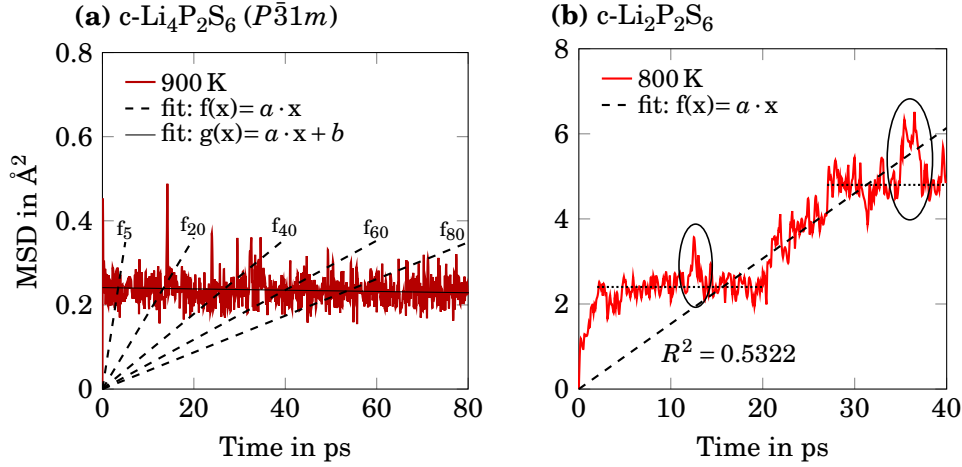 (a) c-Li₄P₂S₆ (P3̄1m)
MSD in Å²
0.8
0.6
0.4
0.2
0
900 K
fit: f(x)= a · x
fit: g(x)= a · x + b
f₅
f₂₀
f₄₀
f₆₀
f₈₀
0 20 40 60 80
Time in ps
(b) c-Li₂P₂S₆
8
6
4
2
0
800 K
fit: f(x)= a · x
R² = 0.5322
0 10 20 30 40
Time in ps